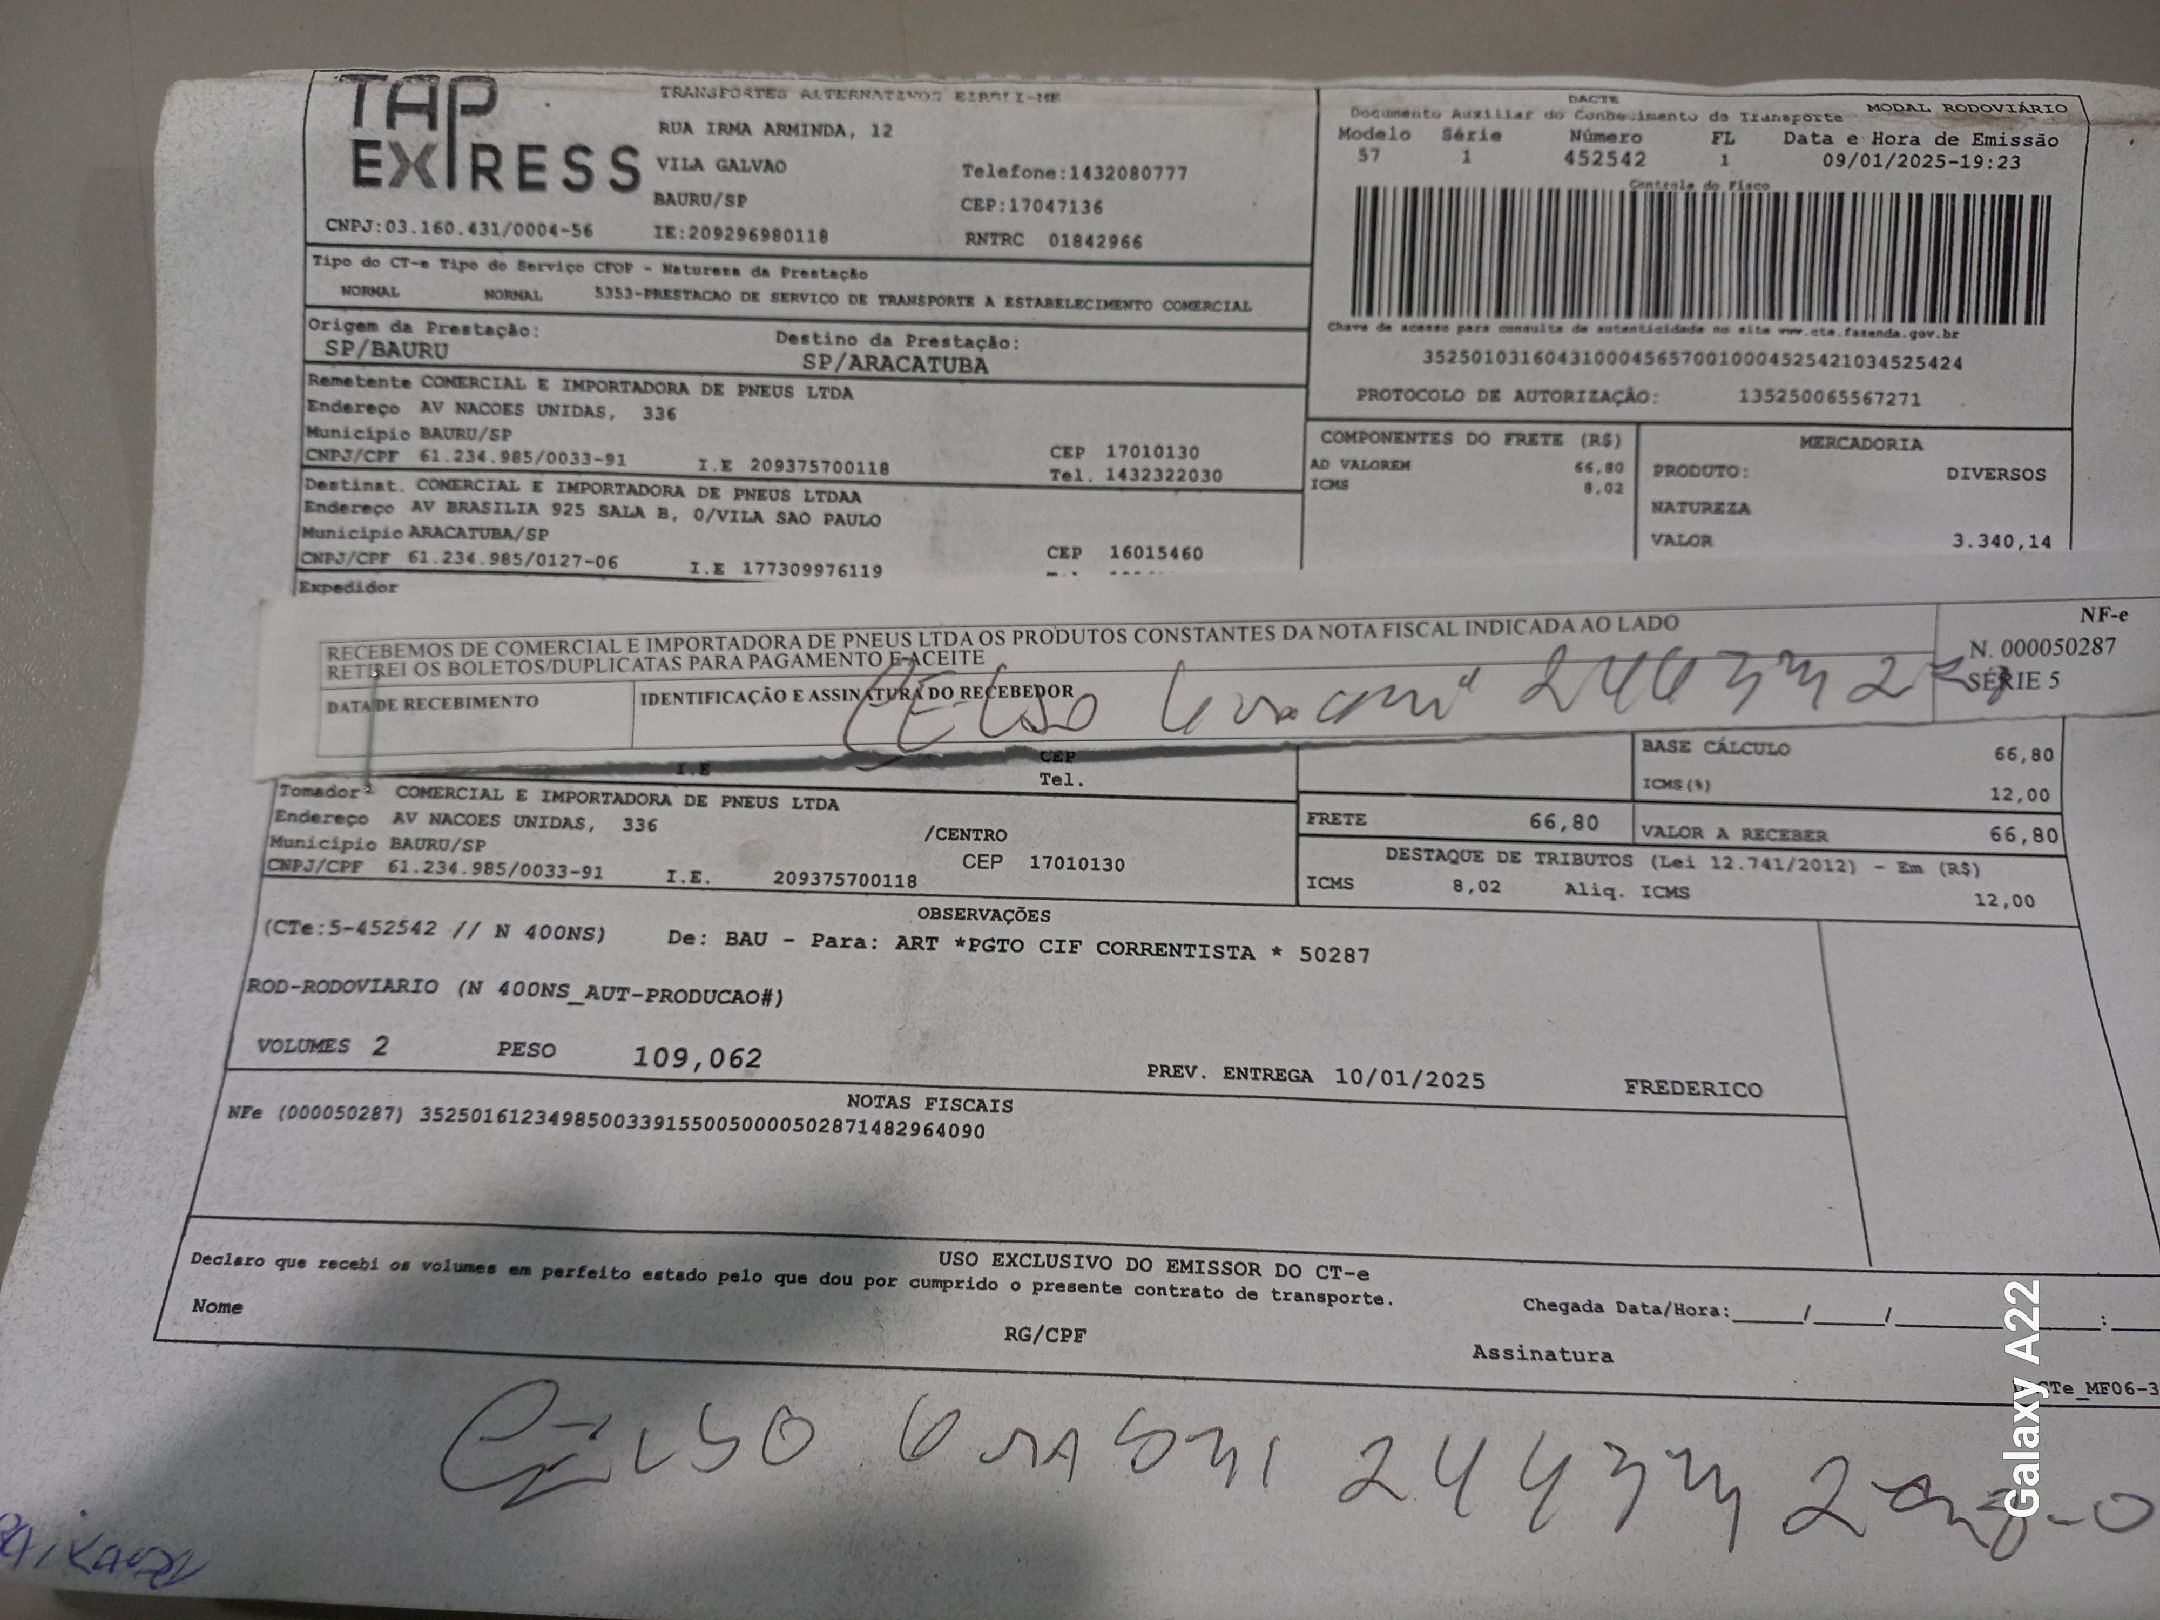 TAP
EXPRESS
TRANSPORTES ALTERNATIVOS EIRELI-ME
RUA IRMA ARMINDA, 12
VILA GALVAO
Telefone:1432080777
BAURU/SP
CEP:17047136
CNPJ:03.160.431/0004-56
IE:209296980118
RNTRC 01842966
DACTE
MODAL RODOVIÁRIO
Documento Auxiliar do Conhecimento de Transporte
Modelo Série Número FL Data e Hora de Emissão
57 1 452542 1 09/01/2025-19:23
Controle do Fisco
Chave de acesso para consulta de autenticidade no site www.cte.fazenda.gov.br
35250103160431000456570010004525421034525424
PROTOCOLO DE AUTORIZAÇÃO: 135250065567271
Tipo do CT-e Tipo do Serviço CFOP - Natureza da Prestação
NORMAL NORMAL 5353-PRESTACAO DE SERVICO DE TRANSPORTE A ESTABELECIMENTO COMERCIAL
Origem da Prestação:
SP/BAURU
Destino da Prestação:
SP/ARACATUBA
Remetente COMERCIAL E IMPORTADORA DE PNEUS LTDA
Endereço AV NACOES UNIDAS, 336
Município BAURU/SP
CEP 17010130
CNPJ/CPF 61.234.985/0033-91 I.E 209375700118 Tel. 1432322030
Destinat. COMERCIAL E IMPORTADORA DE PNEUS LTDAA
Endereço AV BRASILIA 925 SALA B, 0/VILA SAO PAULO
Município ARACATUBA/SP
CEP 16015460
CNPJ/CPF 61.234.985/0127-06 I.E 177309976119
Expedidor
COMPONENTES DO FRETE (R$)
AD VALOREM 66,80
ICMS 8,02
MERCADORIA
PRODUTO: DIVERSOS
NATUREZA
VALOR 3.340,14
RECEBEMOS DE COMERCIAL E IMPORTADORA DE PNEUS LTDA OS PRODUTOS CONSTANTES DA NOTA FISCAL INDICADA AO LADO
RETIREI OS BOLETOS/DUPLICATAS PARA PAGAMENTO E ACEITE
DATA DE RECEBIMENTO
IDENTIFICAÇÃO E ASSINATURA DO RECEBEDOR
NF-e
N. 000050287
SÉRIE 5
I.E
CEP
Tel.
BASE CÁLCULO 66,80
ICMS(%) 12,00
Tomador COMERCIAL E IMPORTADORA DE PNEUS LTDA
Endereço AV NACOES UNIDAS, 336 /CENTRO
Município BAURU/SP
CEP 17010130
CNPJ/CPF 61.234.985/0033-91 I.E. 209375700118
FRETE 66,80 VALOR A RECEBER 66,80
DESTAQUE DE TRIBUTOS (Lei 12.741/2012) - Em (R$)
ICMS 8,02 Aliq. ICMS 12,00
OBSERVAÇÕES
(CTe:5-452542 // N 400NS) De: BAU - Para: ART *PGTO CIF CORRENTISTA * 50287
ROD-RODOVIARIO (N 400NS_AUT-PRODUCAO#)
VOLUMES 2 PESO 109,062
PREV. ENTREGA 10/01/2025 FREDERICO
NOTAS FISCAIS
NFe (000050287) 35250161234985003391550050000502871482964090
USO EXCLUSIVO DO EMISSOR DO CT-e
Declaro que recebi os volumes em perfeito estado pelo que dou por cumprido o presente contrato de transporte.
Nome
RG/CPF
Chegada Data/Hora:_____/_____/_____:
Assinatura
CTe_MF06-3
Galaxy A22